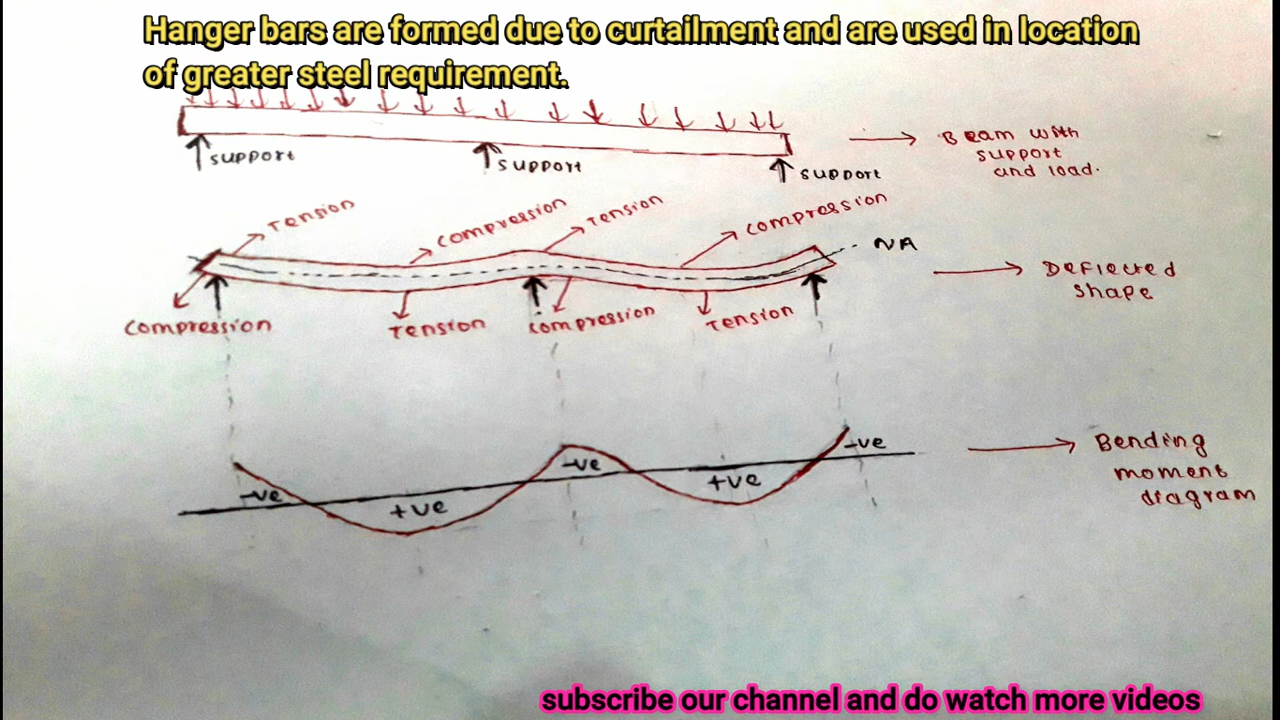 Hanger bars are formed due to curtailment and are used in location
of greater steel requirement.
support
support
support
Beam with
support
and load.
Tension
Compression
Tension
Compression
NA
Compression
Tension
Compression
Tension
Deflected
shape
-ve
+ve
-ve
+ve
-ve
Bending
moment
diagram
subscribe our channel and do watch more videos